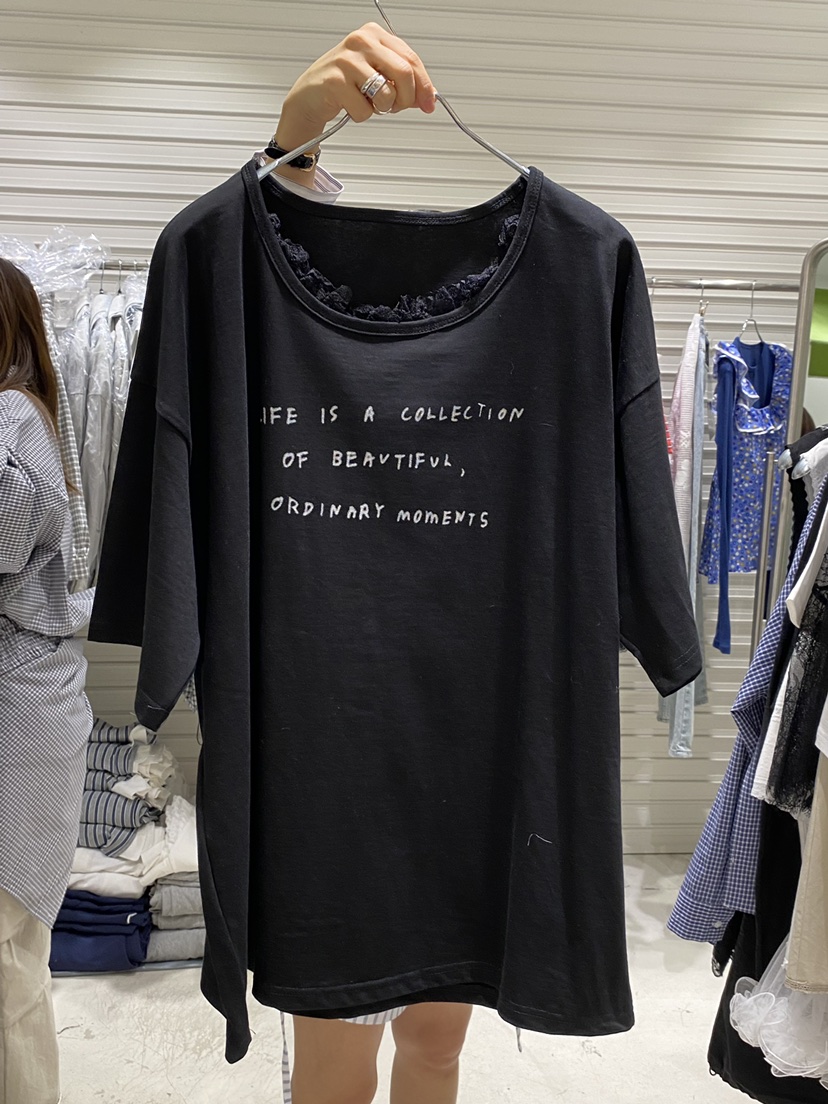 LIFE IS A COLLECTION
OF BEAUTIFUL,
ORDINARY MOMENTS